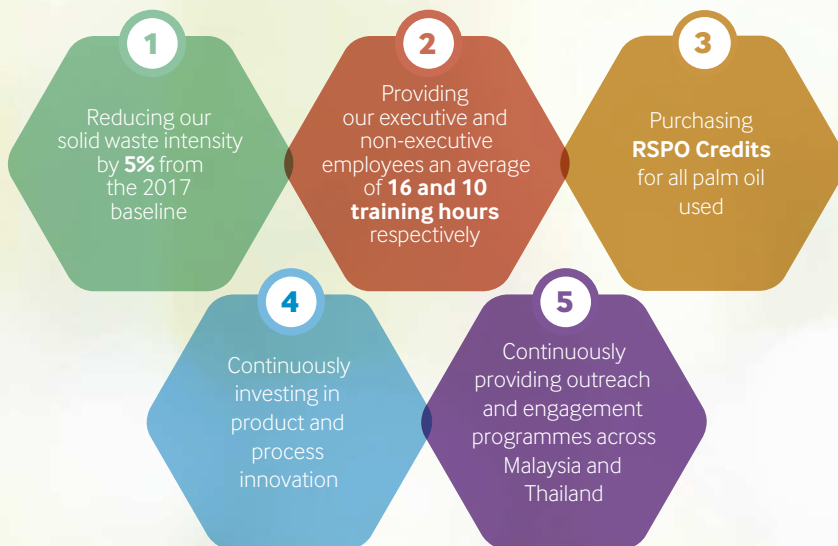 1
Reducing our
solid waste intensity
by 5% from
the 2017
baseline
2
Providing
our executive and
non-executive
employees an average
of 16 and 10
training hours
respectively
3
Purchasing
RSPO Credits
for all palm oil
used
4
Continuously
investing in
product and
process
innovation
5
Continuously
providing outreach
and engagement
programmes across
Malaysia and
Thailand